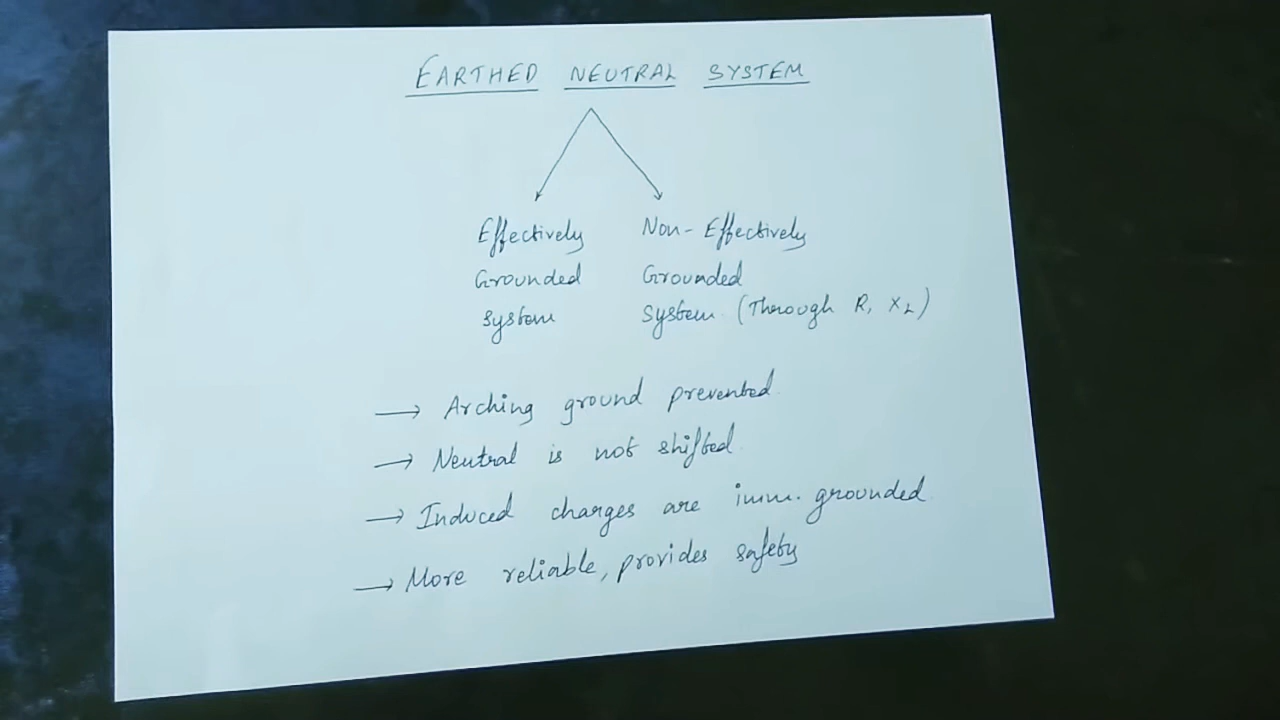 EARTHED NEUTRAL SYSTEM
Effectively
Grounded
System
Non-Effectively
Grounded
System (Through R, XL)
→ Arching ground prevented.
→ Neutral is not shifted.
→ Induced charges are imm. grounded.
→ More reliable, provides safety